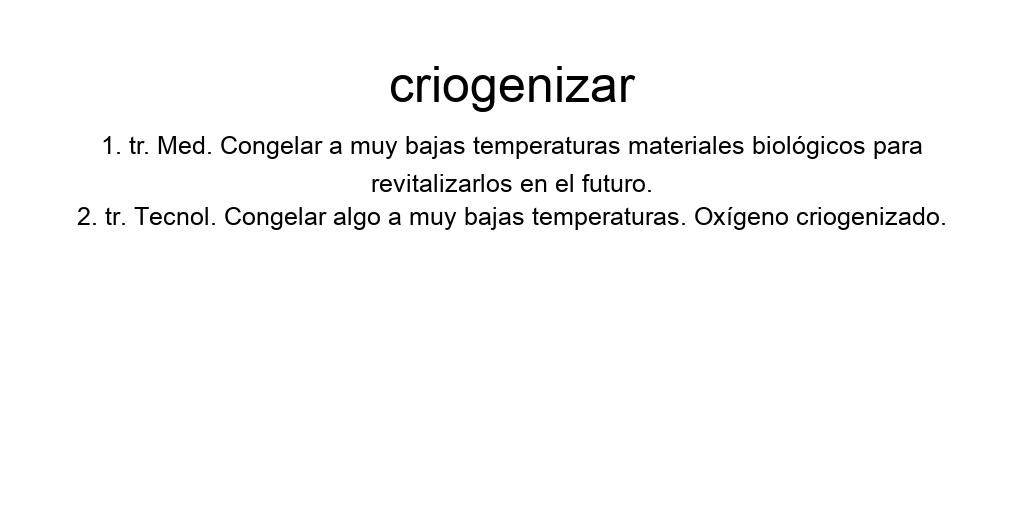 criogenizar
1. tr. Med. Congelar a muy bajas temperaturas materiales biológicos para
revitalizarlos en el futuro.
2. tr. Tecnol. Congelar algo a muy bajas temperaturas. Oxígeno criogenizado.